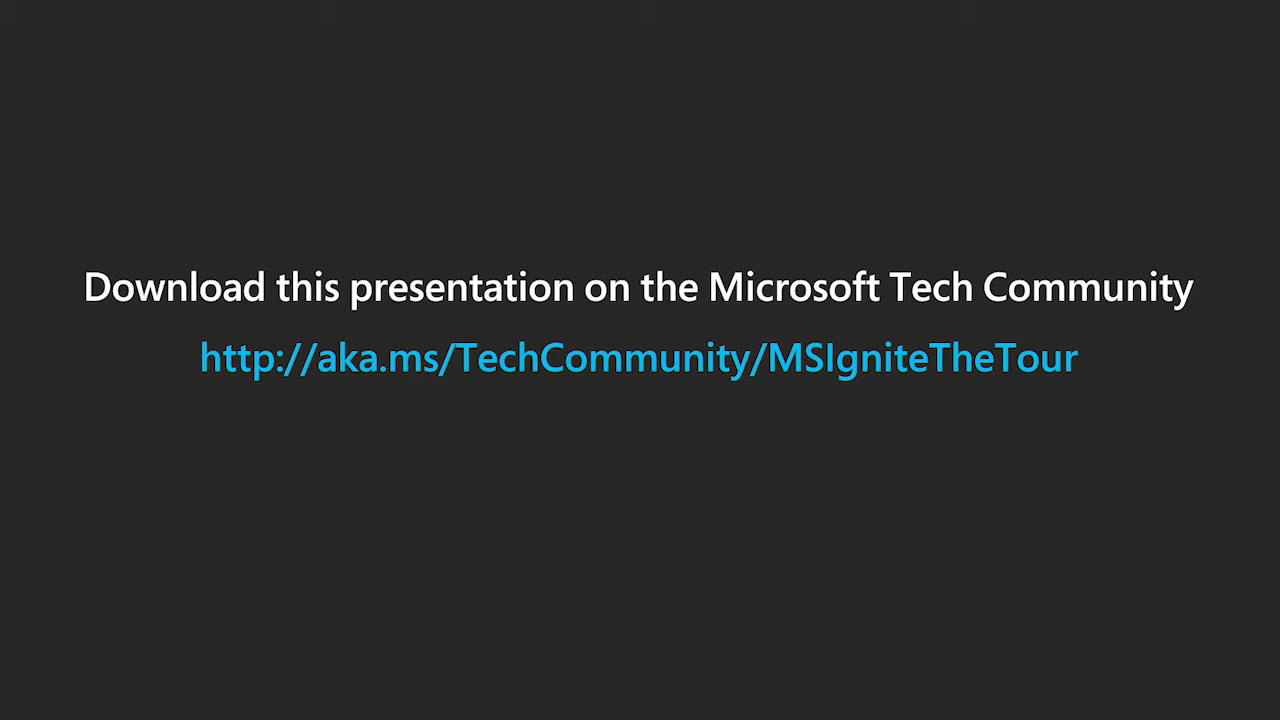 Download this presentation on the Microsoft Tech Community
http://aka.ms/TechCommunity/MSIgniteTheTour